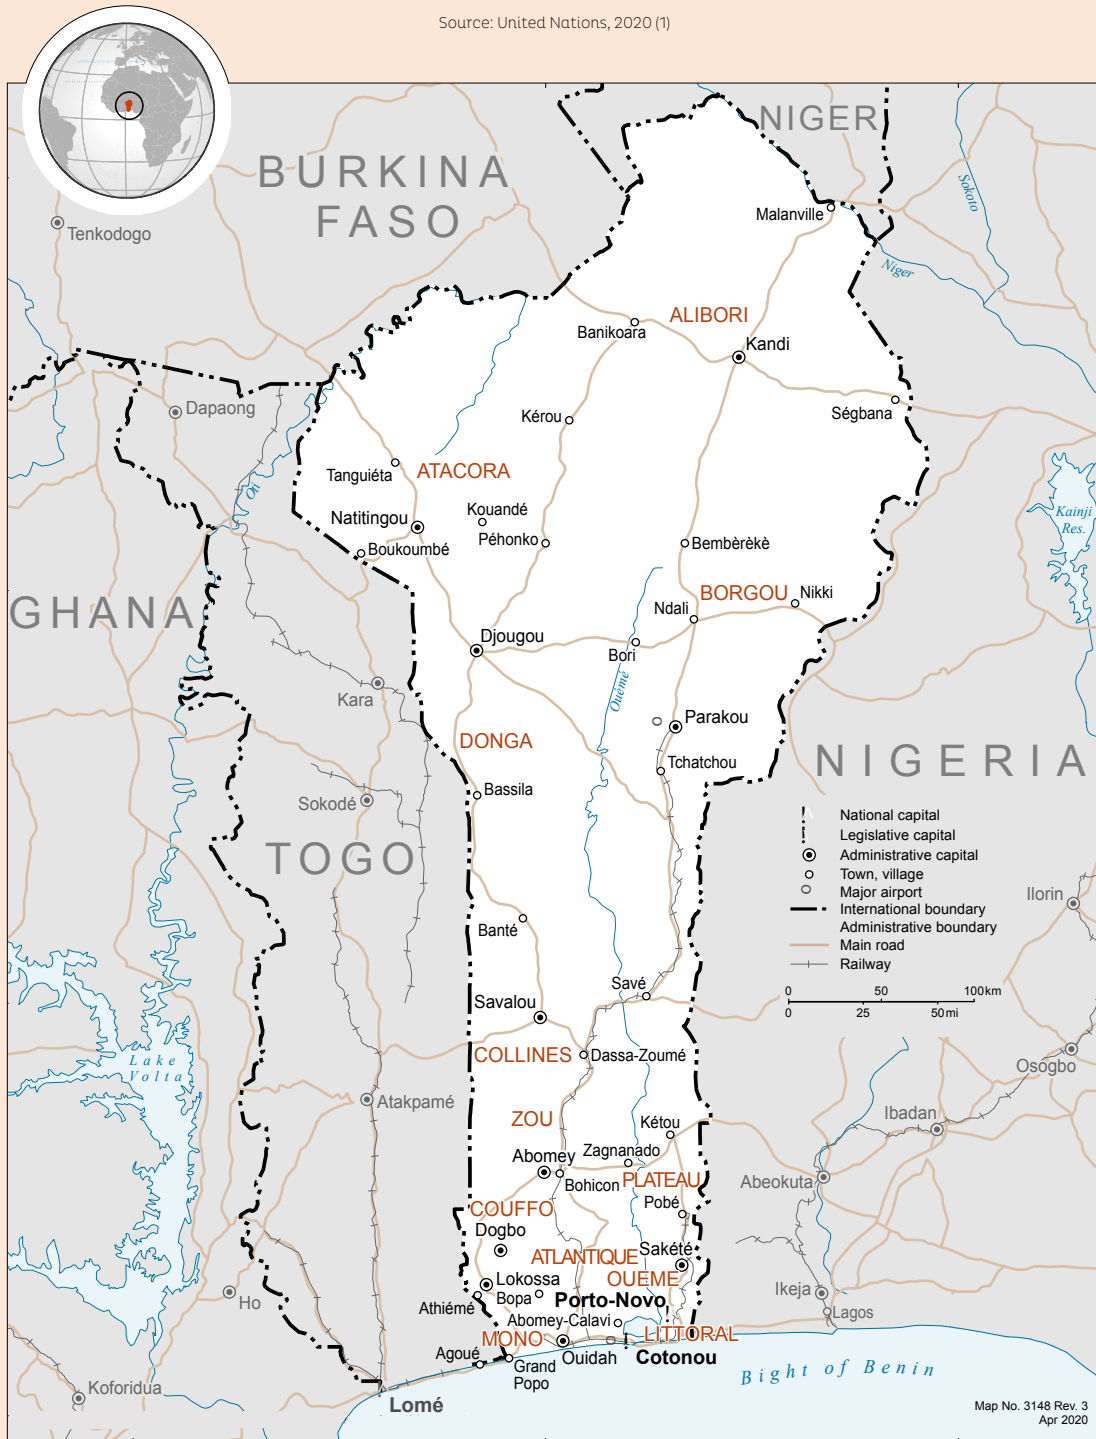 Source: United Nations, 2020 (1)
NIGER
BURKINA
FASO
Sokoto
Malanville
Tenkodogo
Niger
ALIBORI
Banikoara
Kandi
Dapaong
Kérou
Ségbana
Tanguiéta
ATACORA
Oti
Kouandé
Natitingou
Péhonko
Kainji
Res.
Boukoumbé
Bembèrèkè
GHANA
BORGOU
Nikki
Ndali
Djougou
Bori
Ouémé
Kara
Parakou
DONGA
NIGERIA
Tchatchou
Bassila
Sokodé
TOGO
National capital
Legislative capital
Administrative capital
Town, village
Major airport
International boundary
Administrative boundary
Main road
Railway
0 50 100km
0 25 50mi
Ilorin
Banté
Savé
Savalou
COLLINES
Dassa-Zoumé
Lake
Volta
Osogbo
Atakpamé
ZOU
Kétou
Ibadan
Abomey
Zagnanado
Bohicon
PLATEAU
Abeokuta
COUFFO
Pobé
Dogbo
ATLANTIQUE
Sakété
OUEME
Lokossa
Bopa
Porto-Novo
Ikeja
Ho
Athiémé
Lagos
Abomey-Calavi
MONO
LITTORAL
Agoué
Ouidah
Cotonou
Grand
Popo
Bight of Benin
Koforidua
Lomé
Map No. 3148 Rev. 3
Apr 2020